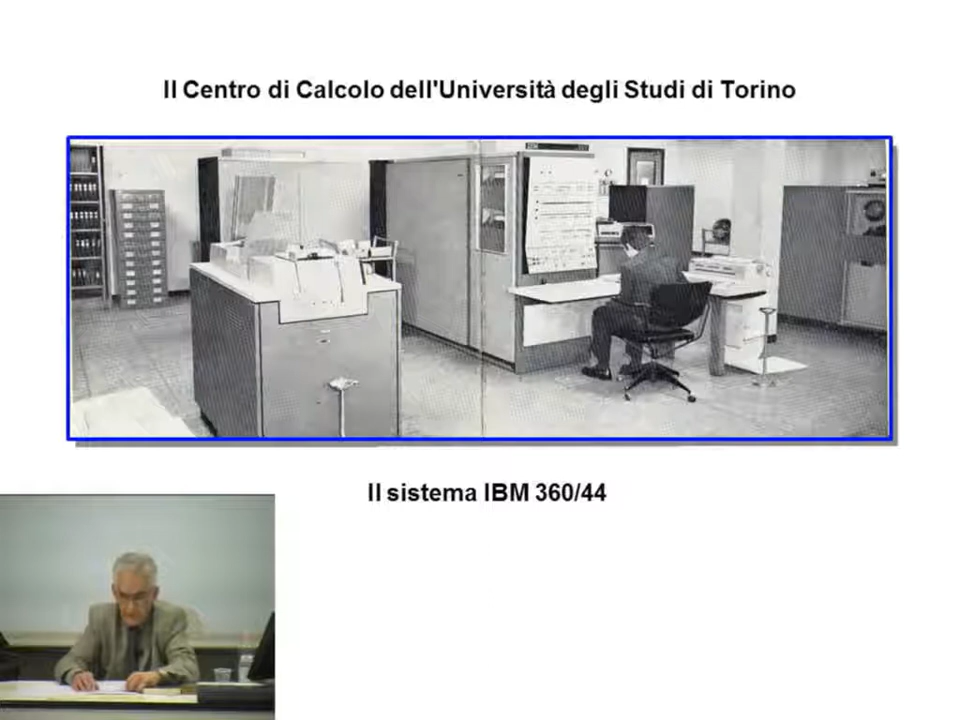 Il Centro di Calcolo dell'Università degli Studi di Torino
Il sistema IBM 360/44